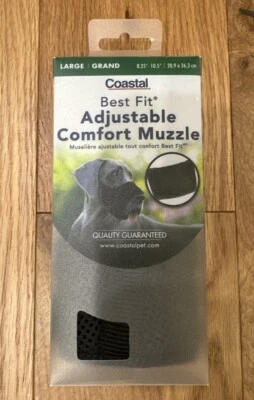 LARGE | GRAND
8.25" 10.5" | 20,9 x 26,3 cm
Coastal
Best Fit®
Adjustable
Comfort Muzzle
Muselière ajustable tout confort Best Fit
QUALITY GUARANTEED
www.coastalpet.com